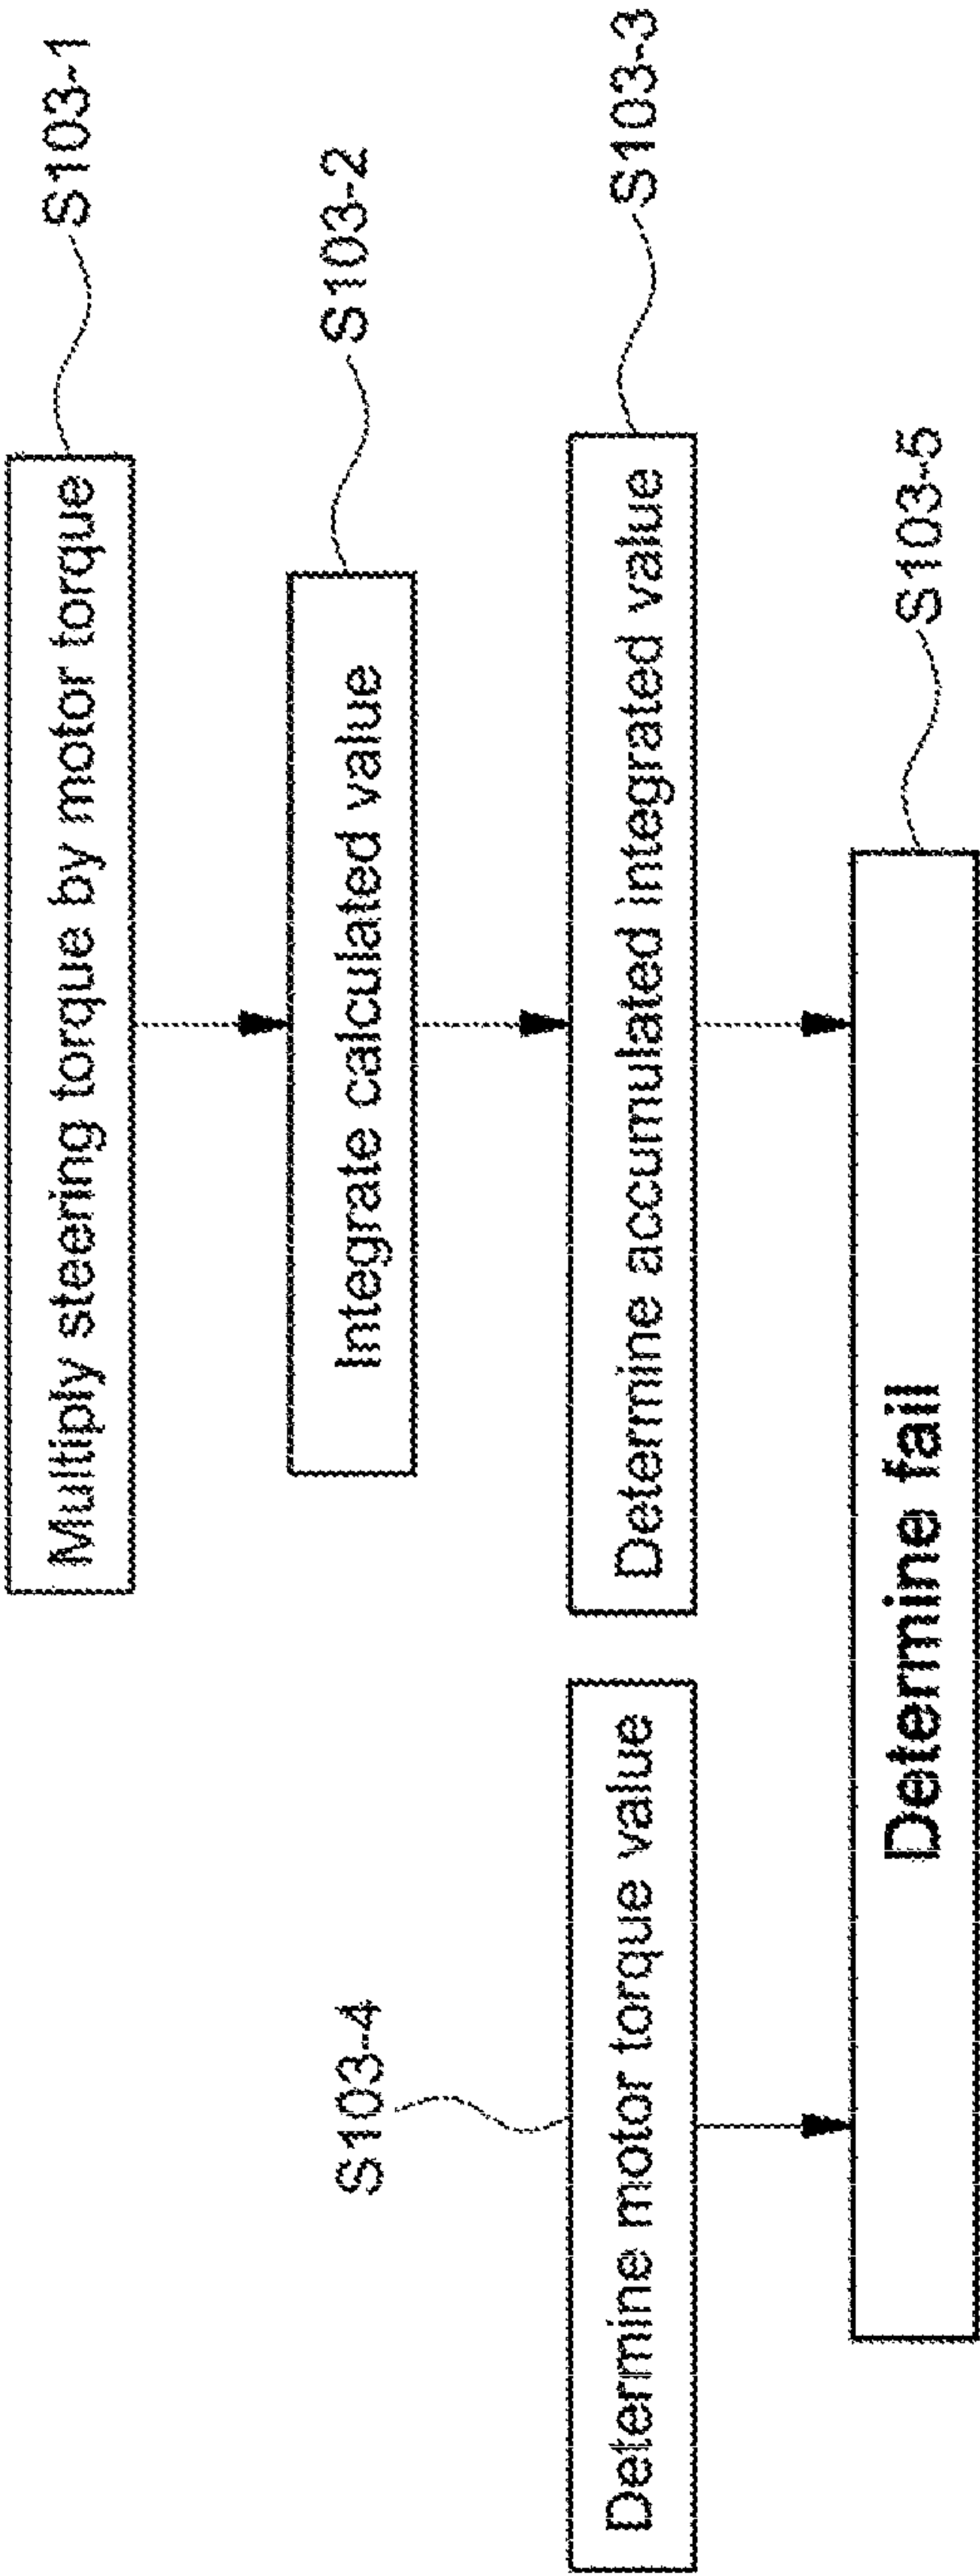 Multiply steering torque by motor torque
S103-1
Integrate calculated value
S103-2
S103-4
Determine motor torque value
Determine accumulated integrated value
S103-3
Determine fail
S103-5